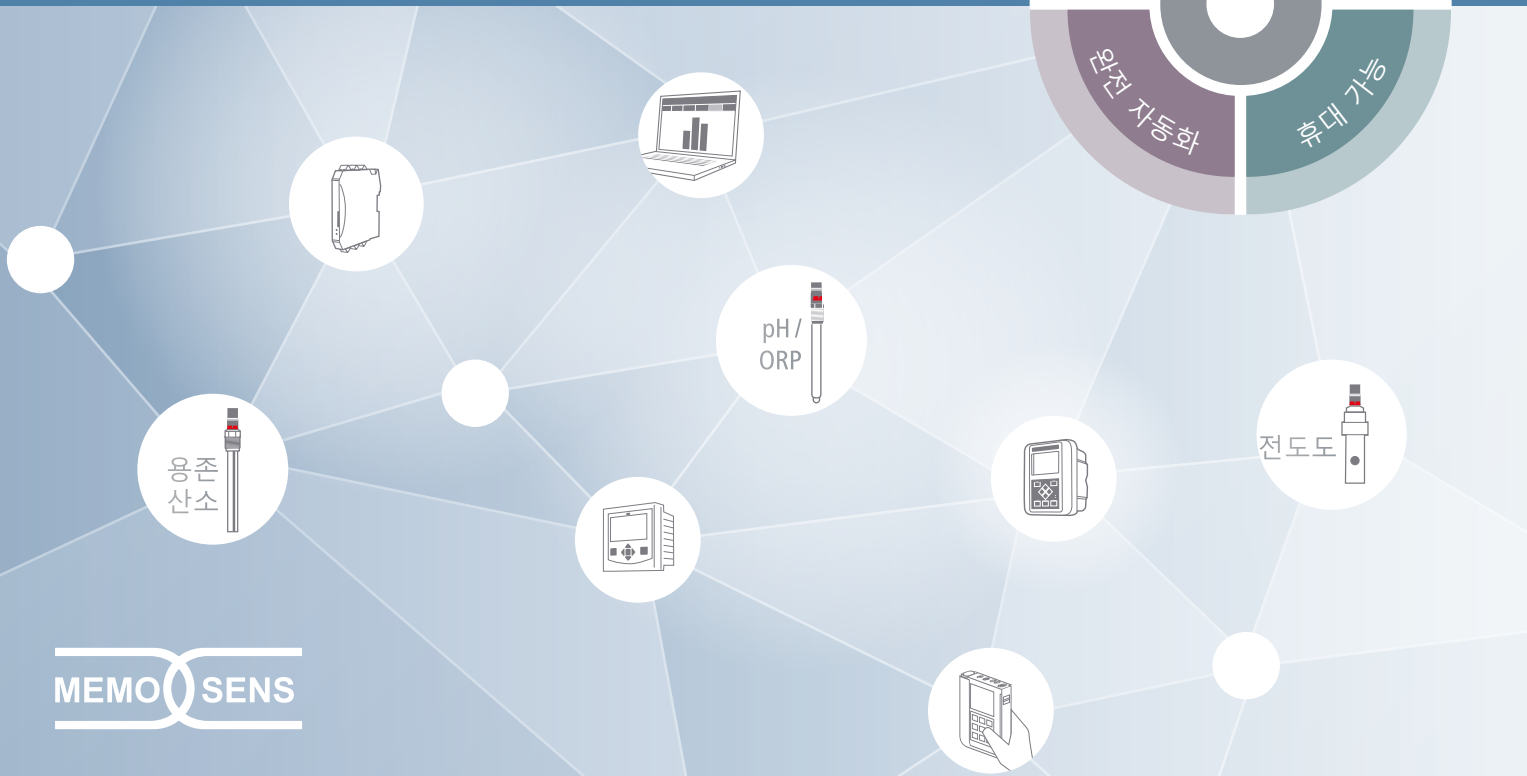 완전 자동화
휴대 가능
pH /
ORP
전도도
용존
산소
MEMO SENS